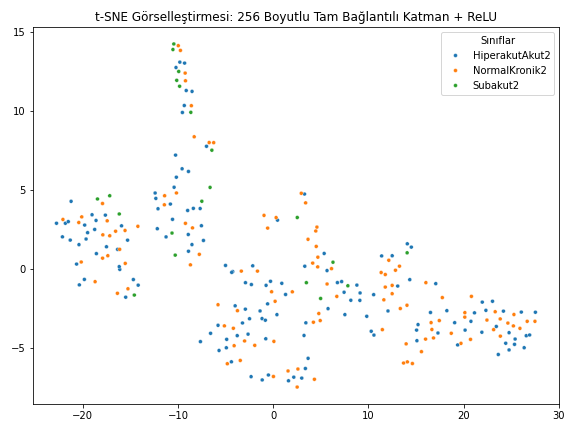 t-SNE Görselleştirmesi: 256 Boyutlu Tam Bağlantılı Katman + ReLU
Sınıflar
HiperakutAkut2
NormalKronik2
Subakut2
15
10
5
0
−5
−20
−10
0
10
20
30